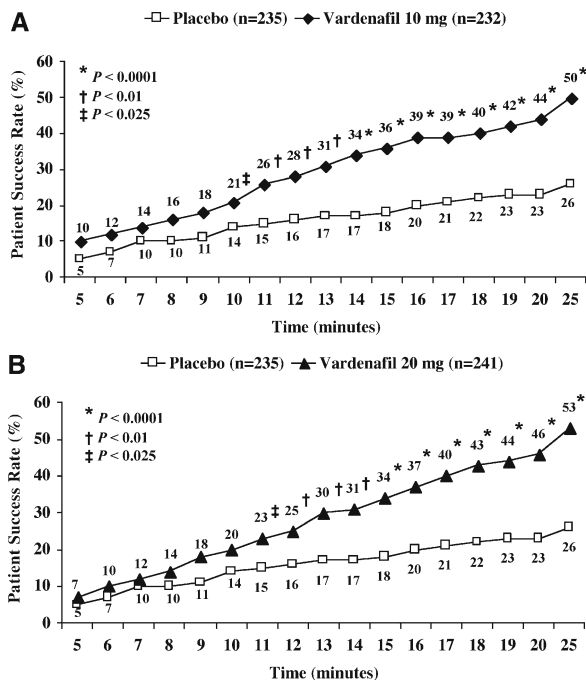 A
Placebo (n=235) Vardenafil 10 mg (n=232)
* P < 0.0001
† P < 0.01
‡ P < 0.025
Patient Success Rate (%)
60
50
40
30
20
10
0
10 12 14 16 18 21 ‡ 26 † 28 † 31 † 34 * 36 * 39 * 39 * 40 * 42 * 44 * 50 *
5 7 10 10 11 14 15 16 17 17 18 20 21 22 23 23 26
5 6 7 8 9 10 11 12 13 14 15 16 17 18 19 20 25
Time (minutes)
B
Placebo (n=235) Vardenafil 20 mg (n=241)
* P < 0.0001
† P < 0.01
‡ P < 0.025
Patient Success Rate (%)
60
50
40
30
20
10
0
7 10 12 14 18 20 23 ‡ 25 † 30 † 31 † 34 * 37 * 40 * 43 * 44 * 46 * 53 *
5 7 10 10 11 14 15 16 17 17 18 20 21 22 23 23 26
5 6 7 8 9 10 11 12 13 14 15 16 17 18 19 20 25
Time (minutes)